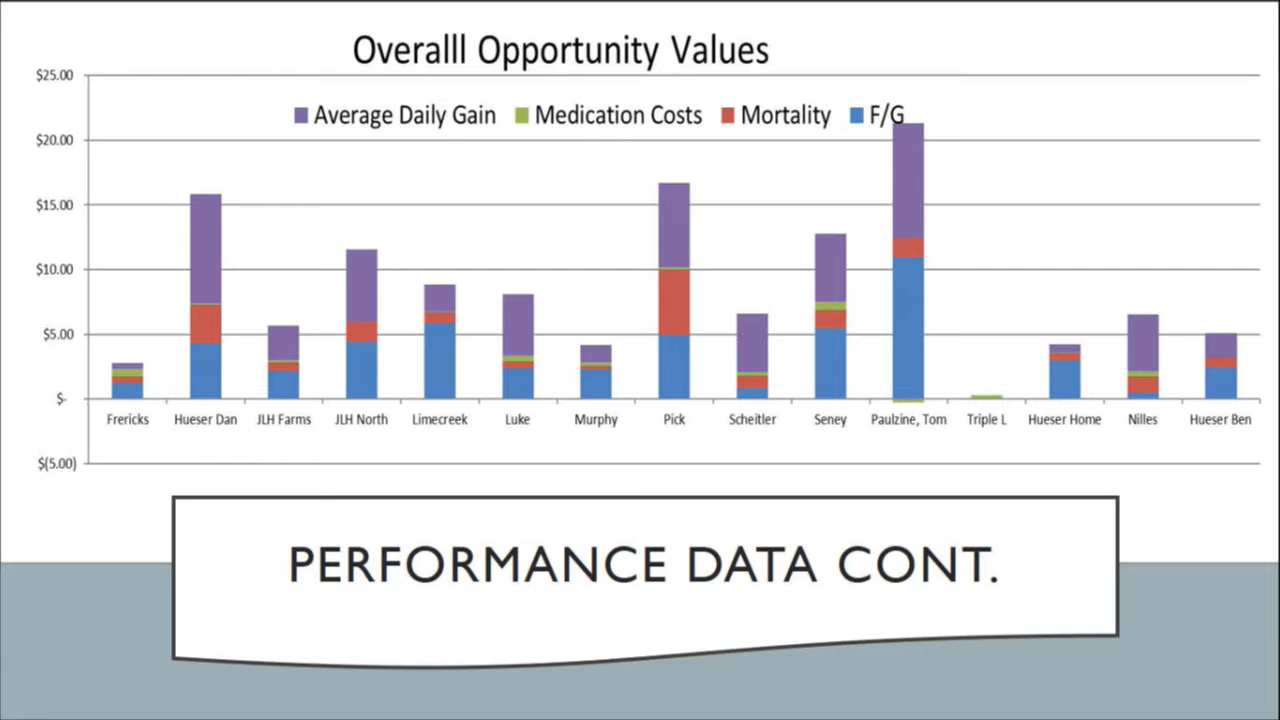 Overalll Opportunity Values
$25.00
Average Daily Gain Medication Costs Mortality F/G
$20.00
$15.00
$10.00
$5.00
$-
Frericks Hueser Dan JLH Farms JLH North Limecreek Luke Murphy Pick Scheitler Seney Paulzine, Tom Triple L Hueser Home Nilles Hueser Ben
$(5.00)
PERFORMANCE DATA CONT.